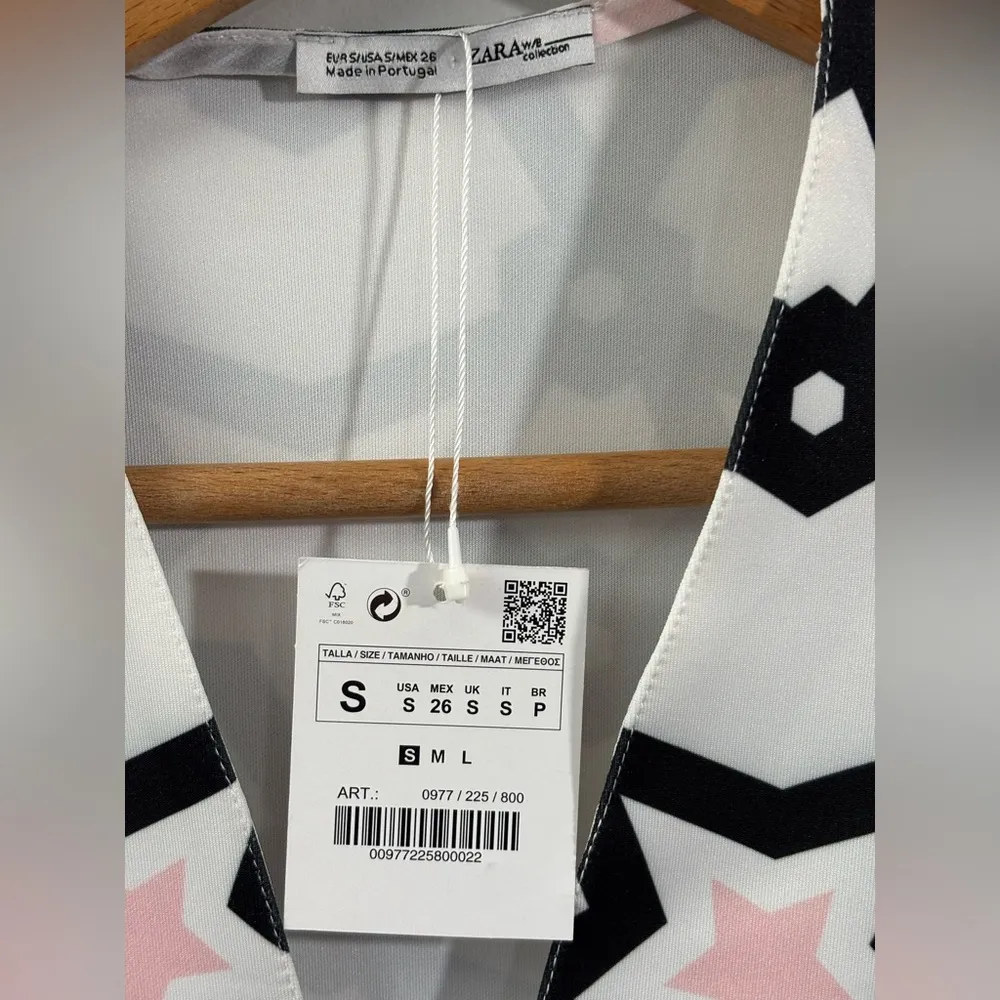 EUR S/USA S/MEX 26
Made in Portugal
ZARA W/B collection
FSC
MIX
FSC™ C018020
®
TALLA / SIZE / TAMANHO / TAILLE / MAAT / ΜΕΓΕΘΟΣ
S
USA MEX UK IT BR
S 26 S S P
S M L
ART.: 0977 / 225 / 800
00977225800022